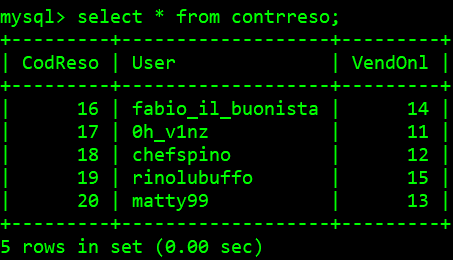 mysql> select * from contrreso;
+---------+------------------+---------+
| CodReso | User             | VendOnl |
+---------+------------------+---------+
|      16 | fabio_il_buonista |      14 |
|      17 | 0h_v1nz          |      11 |
|      18 | chefspino        |      12 |
|      19 | rinolubuffo      |      15 |
|      20 | matty99          |      13 |
+---------+------------------+---------+
5 rows in set (0.00 sec)